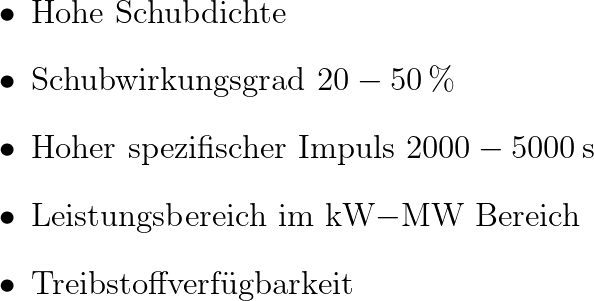 • Hohe Schubdichte
• Schubwirkungsgrad 20 − 50 %
• Hoher spezifischer Impuls 2000 − 5000 s
• Leistungsbereich im kW−MW Bereich
• Treibstoffverfügbarkeit